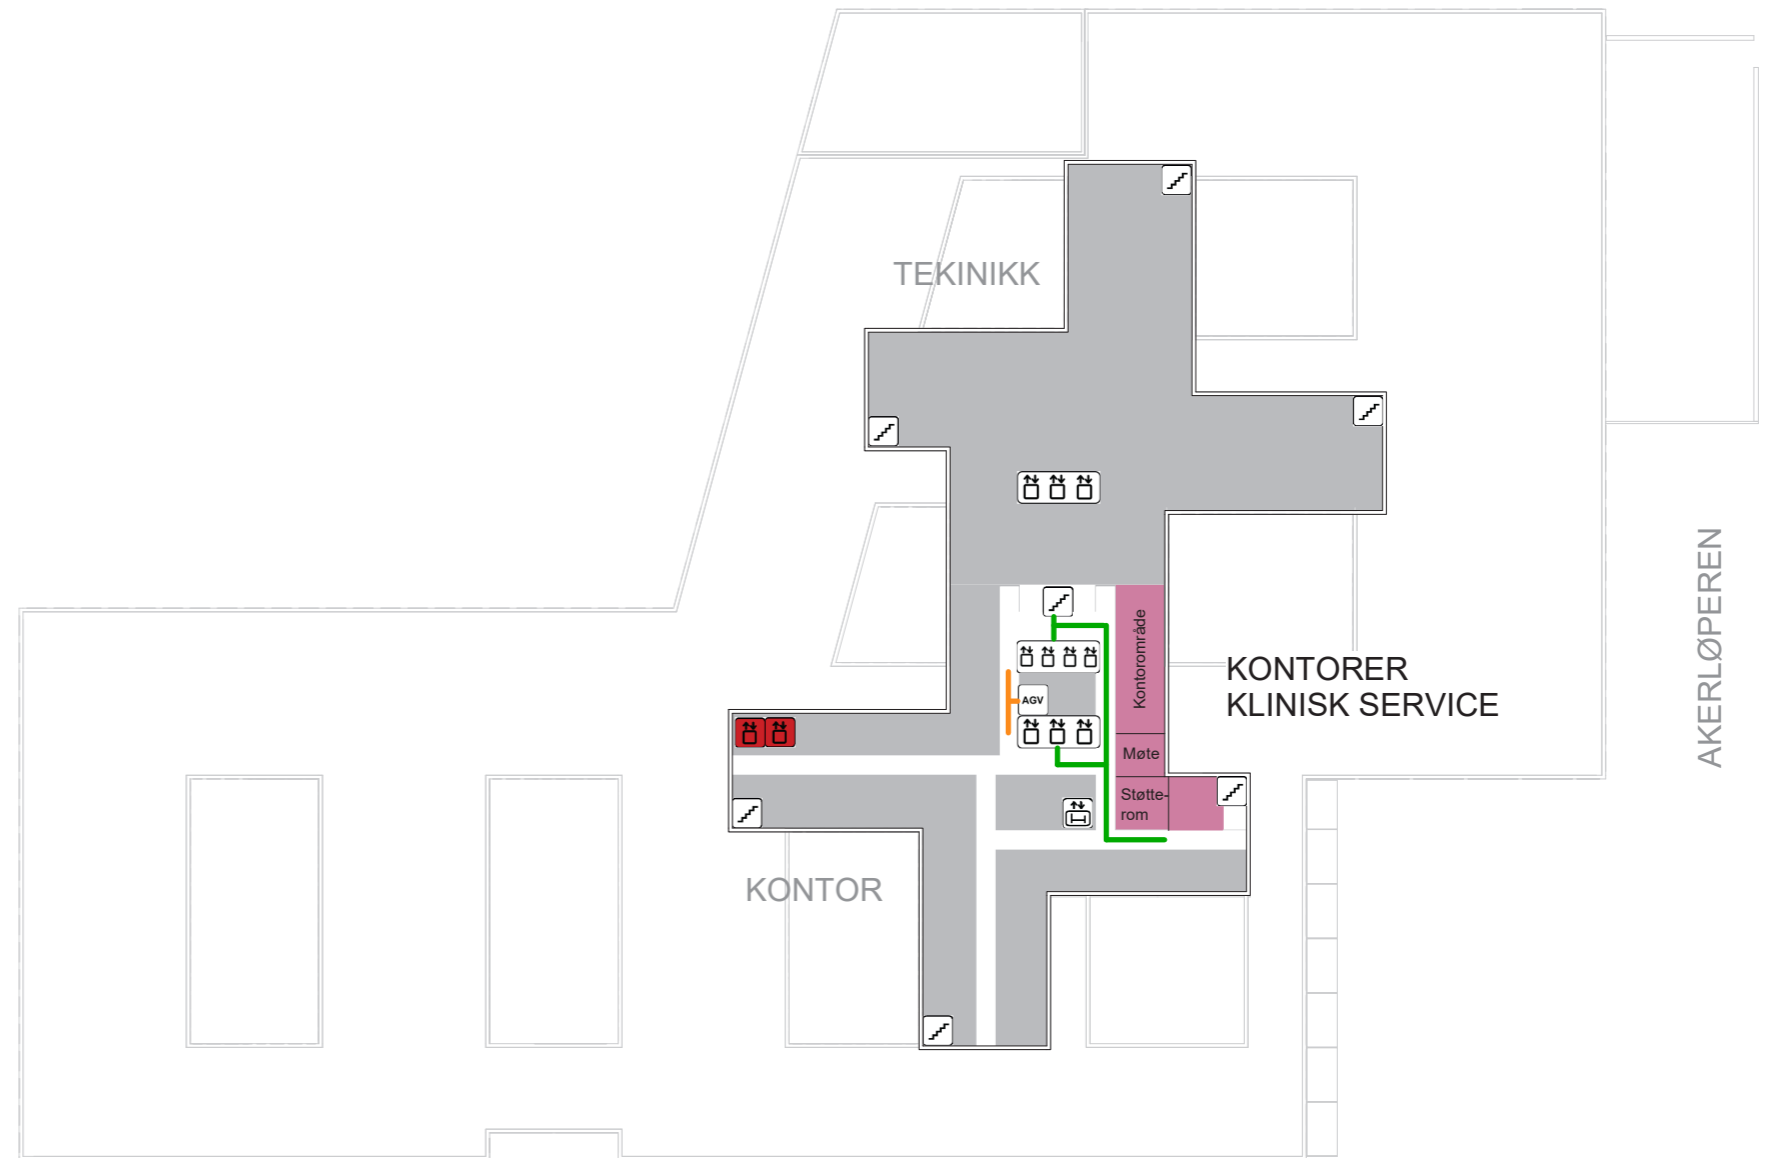 TEKINIKK
Kontorområde
KONTORER
KLINISK SERVICE
AGV
Møte
Støtte-
rom
KONTOR
AKERLØPEREN